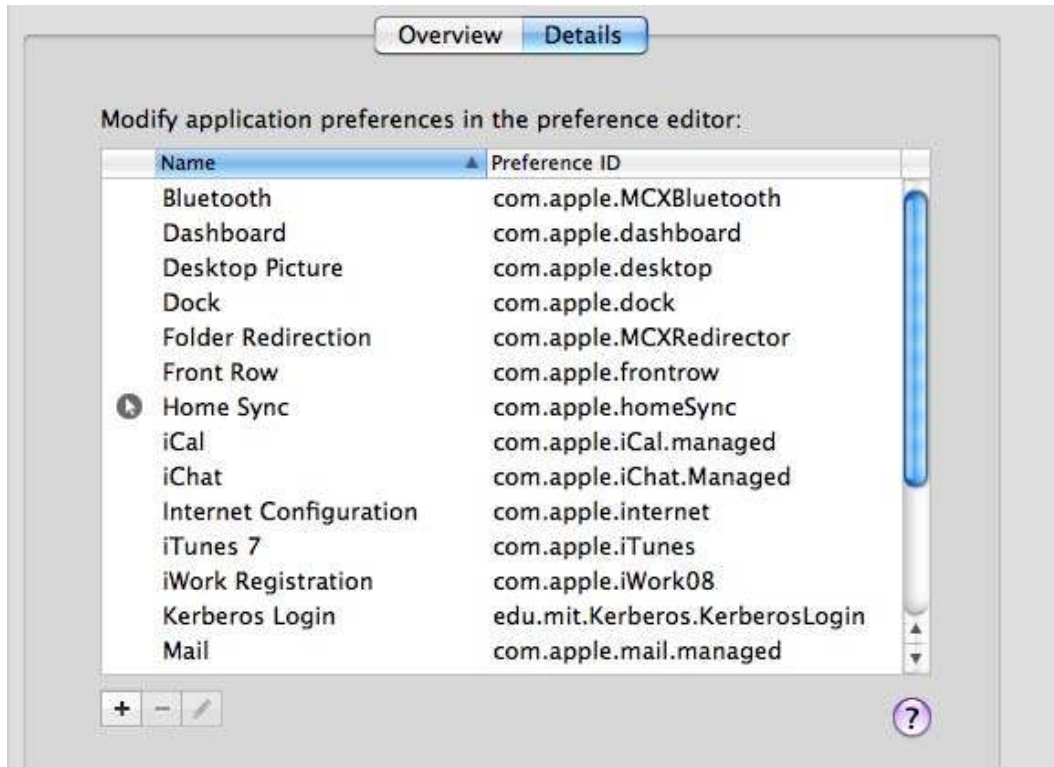 Overview Details
Modify application preferences in the preference editor:
Name Preference ID
Bluetooth com.apple.MCXBluetooth
Dashboard com.apple.dashboard
Desktop Picture com.apple.desktop
Dock com.apple.dock
Folder Redirection com.apple.MCXRedirector
Front Row com.apple.frontrow
Home Sync com.apple.homeSync
iCal com.apple.iCal.managed
iChat com.apple.iChat.Managed
Internet Configuration com.apple.internet
iTunes 7 com.apple.iTunes
iWork Registration com.apple.iWork08
Kerberos Login edu.mit.Kerberos.KerberosLogin
Mail com.apple.mail.managed
+ − ?